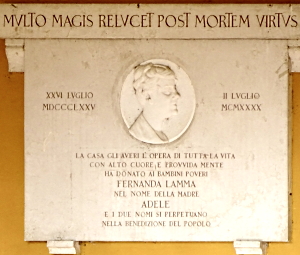 MVLTO MAGIS RELVCET POST MORTEM VIRTVS
XXVI LUGLIO
MDCCCLXXV
II LUGLIO
MCMXXXX
LA CASA GLI AVERI E L'OPERA DI TUTTA LA VITA
CON ALTO CUORE E PROVVIDA MENTE
HA DONATO AI BAMBINI POVERI
FERNANDA LAMMA
NEL NOME DELLA MADRE
ADELE
E I DUE NOMI SI PERPETUANO
NELLA BENEDIZIONE DEL POPOLO